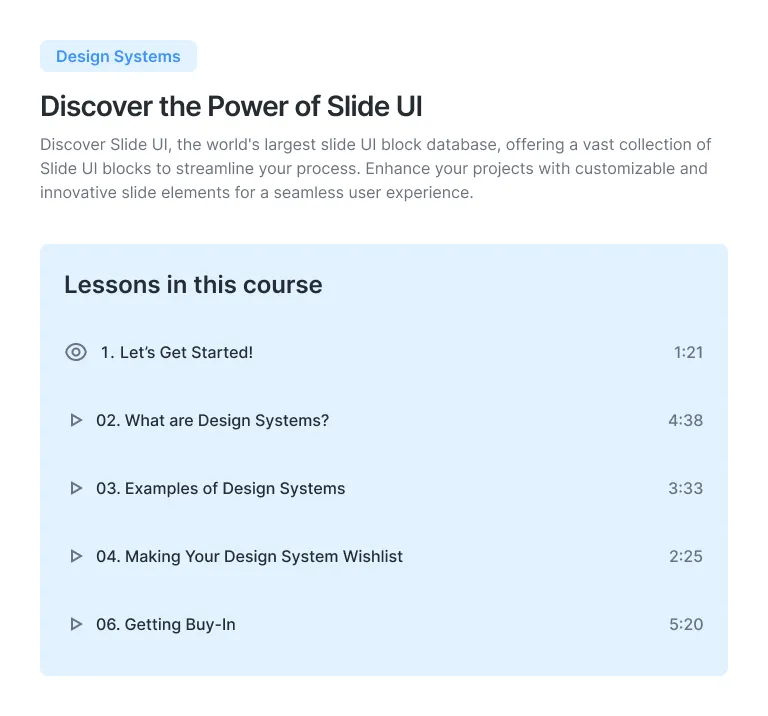 Design Systems
Discover the Power of Slide UI
Discover Slide UI, the world's largest slide UI block database, offering a vast collection of
Slide UI blocks to streamline your process. Enhance your projects with customizable and
innovative slide elements for a seamless user experience.
Lessons in this course
1. Let’s Get Started! 1:21
02. What are Design Systems? 4:38
03. Examples of Design Systems 3:33
04. Making Your Design System Wishlist 2:25
06. Getting Buy-In 5:20